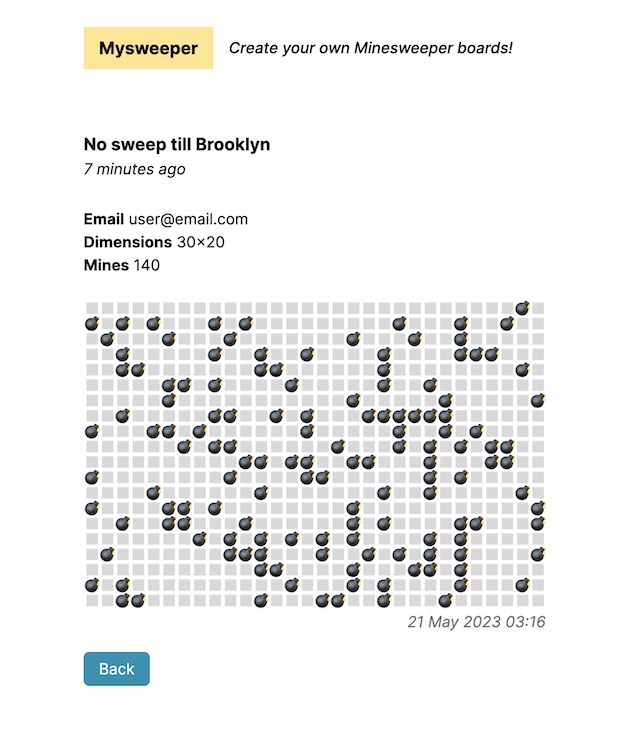 Mysweeper
Create your own Minesweeper boards!
No sweep till Brooklyn
7 minutes ago
Email user@email.com
Dimensions 30×20
Mines 140
21 May 2023 03:16
Back